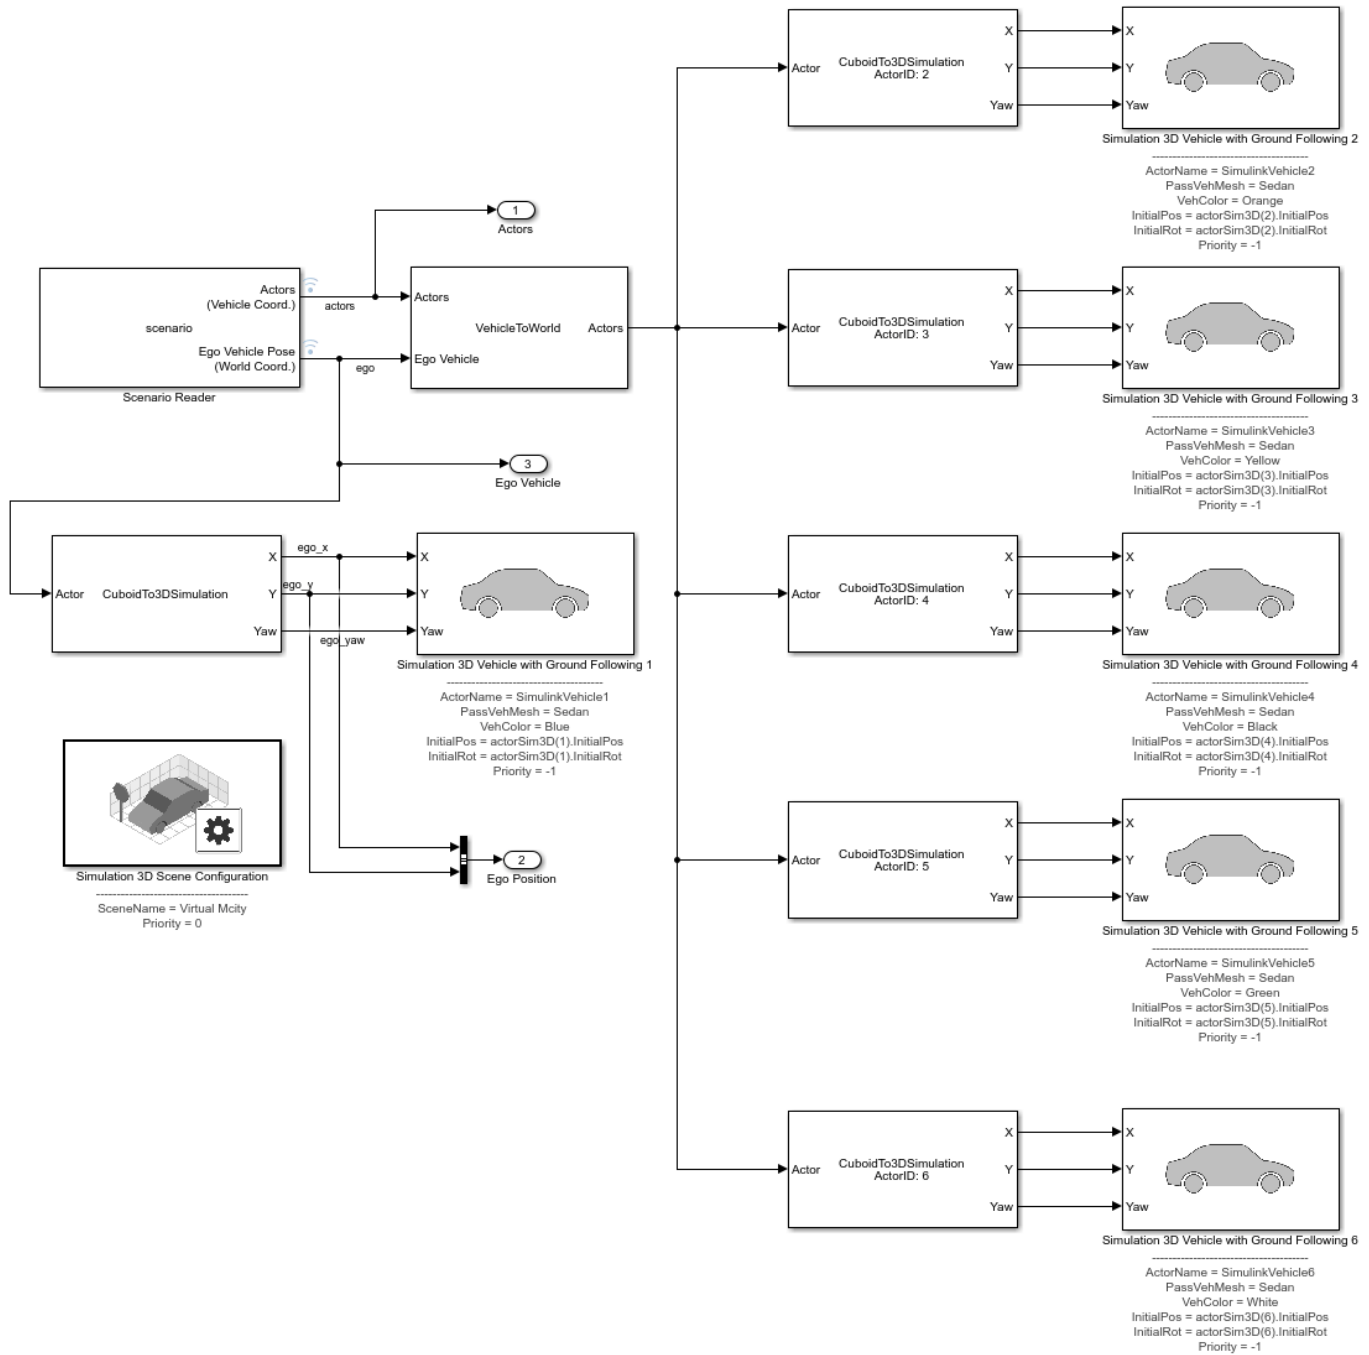 Actors
(Vehicle Coord.)
scenario
Ego Vehicle Pose
(World Coord.)
Scenario Reader
actors
ego
1
Actors
Actors
VehicleToWorld
Actors
Ego Vehicle
3
Ego Vehicle
Actor
CuboidTo3DSimulation
X
Y
Yaw
ego_x
ego_y
ego_yaw
X
Y
Yaw
Simulation 3D Vehicle with Ground Following 1
----------------------------------------
ActorName = SimulinkVehicle1
PassVehMesh = Sedan
VehColor = Blue
InitialPos = actorSim3D(1).InitialPos
InitialRot = actorSim3D(1).InitialRot
Priority = -1
Simulation 3D Scene Configuration
---------------------------------------
SceneName = Virtual Mcity
Priority = 0
2
Ego Position
Actor
CuboidTo3DSimulation
ActorID: 2
X
Y
Yaw
X
Y
Yaw
Simulation 3D Vehicle with Ground Following 2
----------------------------------------
ActorName = SimulinkVehicle2
PassVehMesh = Sedan
VehColor = Orange
InitialPos = actorSim3D(2).InitialPos
InitialRot = actorSim3D(2).InitialRot
Priority = -1
Actor
CuboidTo3DSimulation
ActorID: 3
X
Y
Yaw
X
Y
Yaw
Simulation 3D Vehicle with Ground Following 3
----------------------------------------
ActorName = SimulinkVehicle3
PassVehMesh = Sedan
VehColor = Yellow
InitialPos = actorSim3D(3).InitialPos
InitialRot = actorSim3D(3).InitialRot
Priority = -1
Actor
CuboidTo3DSimulation
ActorID: 4
X
Y
Yaw
X
Y
Yaw
Simulation 3D Vehicle with Ground Following 4
----------------------------------------
ActorName = SimulinkVehicle4
PassVehMesh = Sedan
VehColor = Black
InitialPos = actorSim3D(4).InitialPos
InitialRot = actorSim3D(4).InitialRot
Priority = -1
Actor
CuboidTo3DSimulation
ActorID: 5
X
Y
Yaw
X
Y
Yaw
Simulation 3D Vehicle with Ground Following 5
----------------------------------------
ActorName = SimulinkVehicle5
PassVehMesh = Sedan
VehColor = Green
InitialPos = actorSim3D(5).InitialPos
InitialRot = actorSim3D(5).InitialRot
Priority = -1
Actor
CuboidTo3DSimulation
ActorID: 6
X
Y
Yaw
X
Y
Yaw
Simulation 3D Vehicle with Ground Following 6
----------------------------------------
ActorName = SimulinkVehicle6
PassVehMesh = Sedan
VehColor = White
InitialPos = actorSim3D(6).InitialPos
InitialRot = actorSim3D(6).InitialRot
Priority = -1